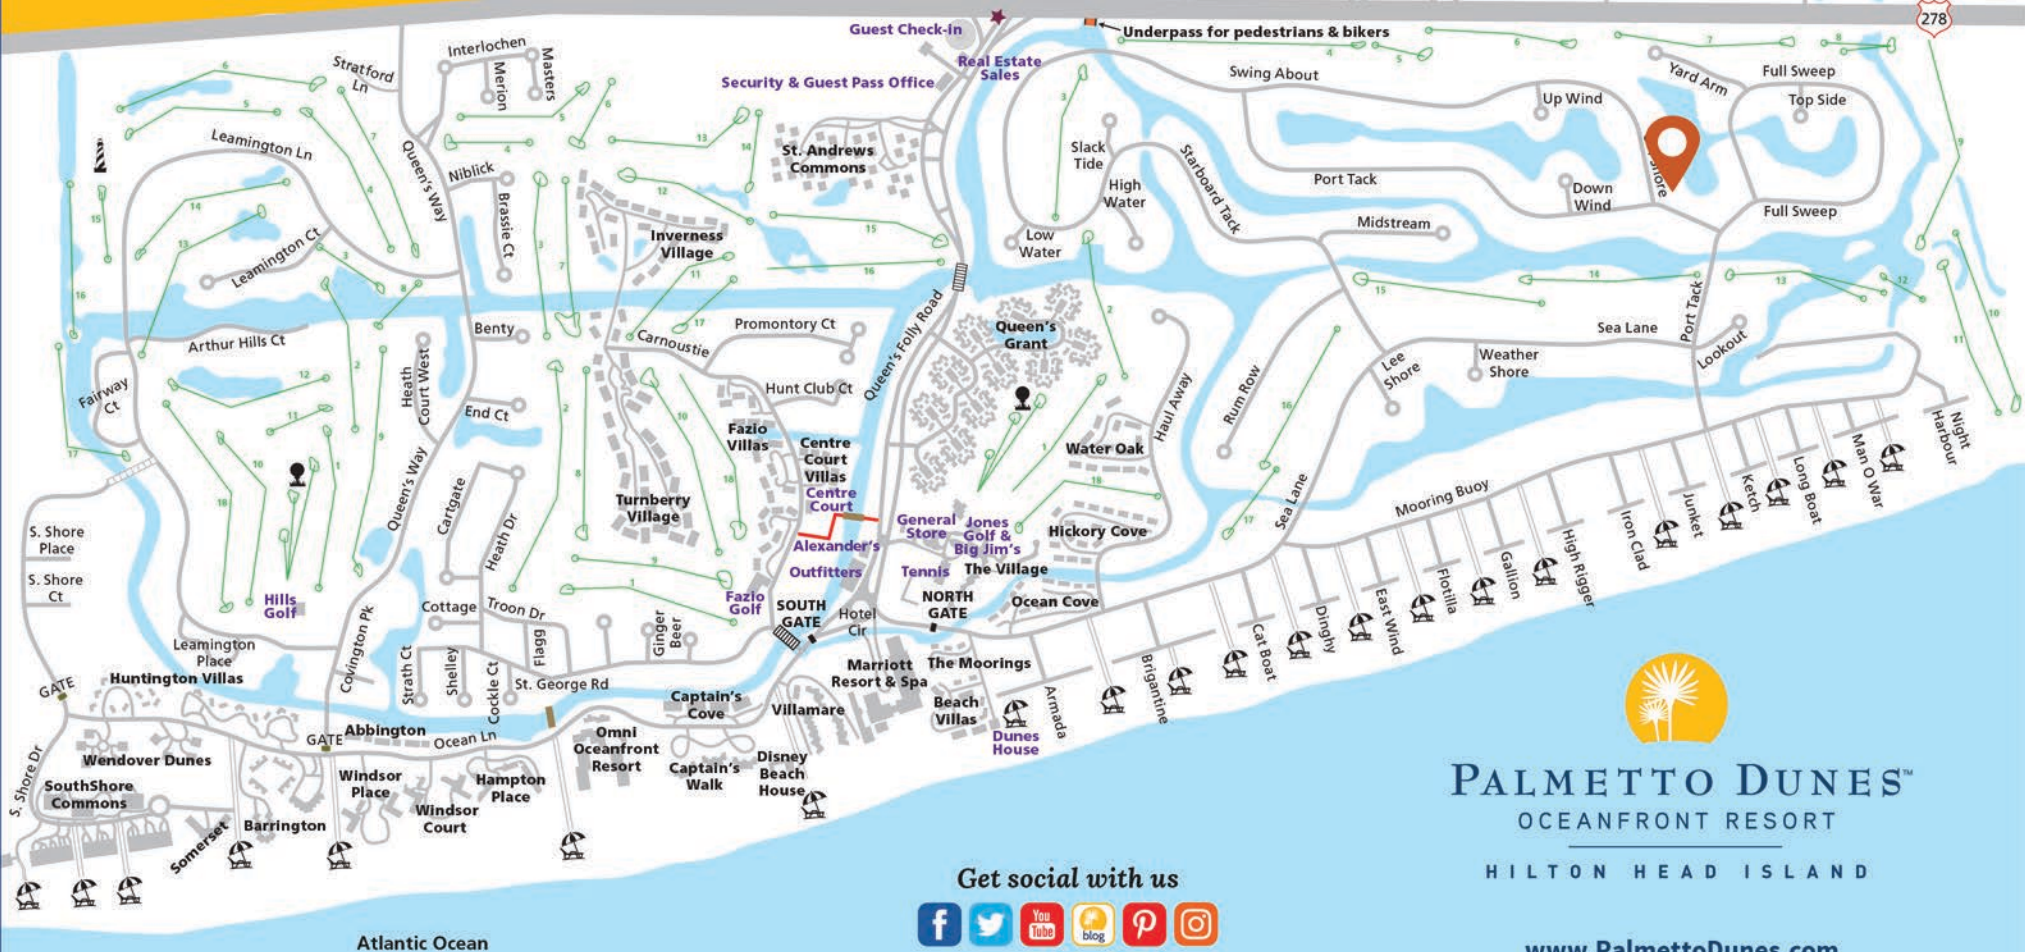 278
Guest Check-in
Underpass for pedestrians & bikers
Real Estate
Sales
Security & Guest Pass Office
Stratford
Ln
Interlochen
Merion
Masters
Swing About
Yard Arm
Full Sweep
Top Side
Up Wind
Leamington Ln
Queen's Way
Niblick
Brassie Ct
St. Andrews
Commons
Slack
Tide
High
Water
Starboard Tack
Port Tack
Down
Wind
Full Sweep
Midstream
Low
Water
Inverness
Village
Leamington Ct
Arthur Hills Ct
Benty
Carnoustie
Promontory Ct
Queen's Folly Road
Queen's
Grant
Port Tack
Sea Lane
Lookout
Weather
Shore
Lee
Shore
Rum Row
Haul Away
Fairway
Ct
Heath
Court West
End Ct
Hunt Club Ct
Fazio
Villas
Centre
Court
Villas
Centre
Court
Water Oak
Night
Harbour
Man O War
Long Boat
Ketch
Junket
Iron Clad
Mooring Buoy
Sea Lane
Queen's Way
Cartgate
Heath Dr
Turnberry
Village
General
Store
Jones
Golf &
Big Jim's
Hickory Cove
Alexander's
Outfitters
Tennis
The Village
S. Shore
Place
S. Shore
Ct
Hills
Golf
Fazio
Golf
SOUTH
GATE
Hotel
Cir
NORTH
GATE
Ocean Cove
High Rigger
Gallion
Flotilla
East Wind
Dinghy
Cat Boat
Brigantine
Armada
Leamington
Place
Covington Pk
Cottage
Troon Dr
Flagg
Ginger
Beer
Strath Ct
Shelley
Cockle Ct
St. George Rd
GATE
Huntington Villas
Marriott
Resort & Spa
The Moorings
Captain's
Cove
Villamare
Beach
Villas
Dunes
House
GATE
Abbington
Ocean Ln
Omni
Oceanfront
Resort
Captain's
Walk
Disney
Beach
House
S. Shore Dr
Wendover Dunes
SouthShore
Commons
Windsor
Place
Hampton
Place
Windsor
Court
Barrington
Somerset
PALMETTO DUNES™
OCEANFRONT RESORT
HILTON HEAD ISLAND
Get social with us
You
Tube
blog
Atlantic Ocean
www.PalmettoDunes.com